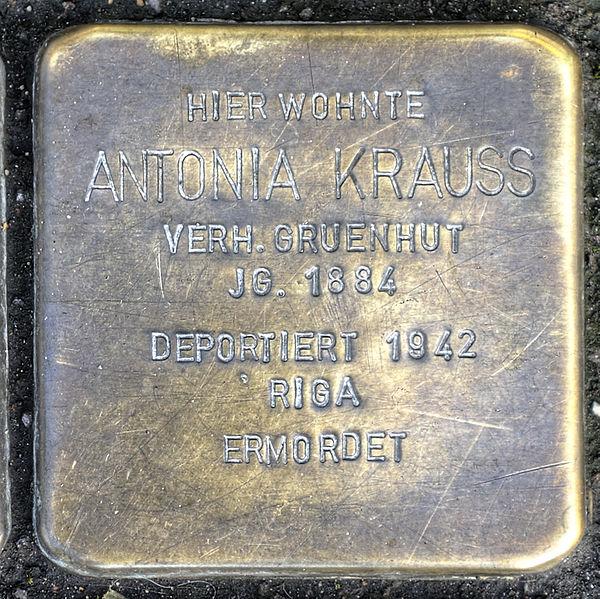 HIER WOHNTE
ANTONIA KRAUSS
VERH. GRUENHUT
JG. 1884
DEPORTIERT 1942
RIGA
ERMORDET